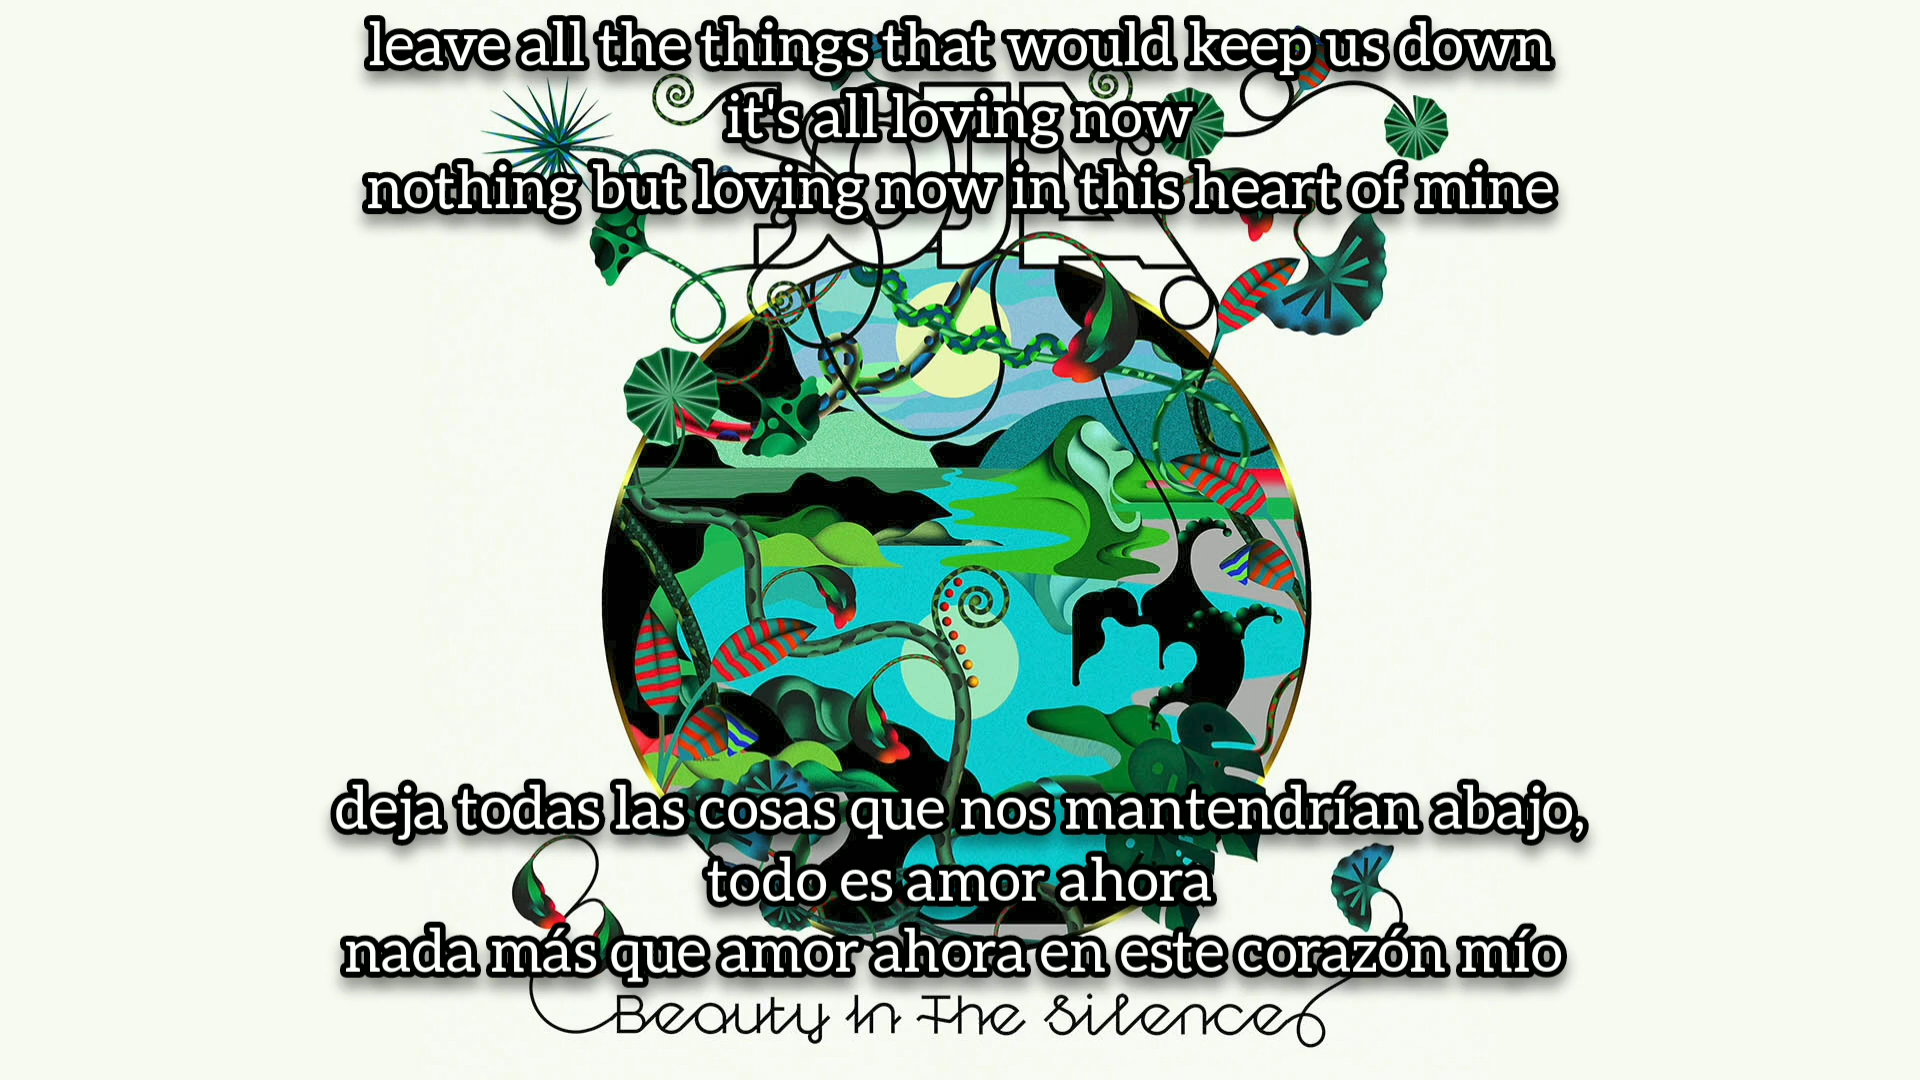 leave all the things that would keep us down
it's all loving now
nothing but loving now in this heart of mine
SOJA
deja todas las cosas que nos mantendrían abajo,
todo es amor ahora
nada más que amor ahora en este corazón mío
Beauty In The Silence